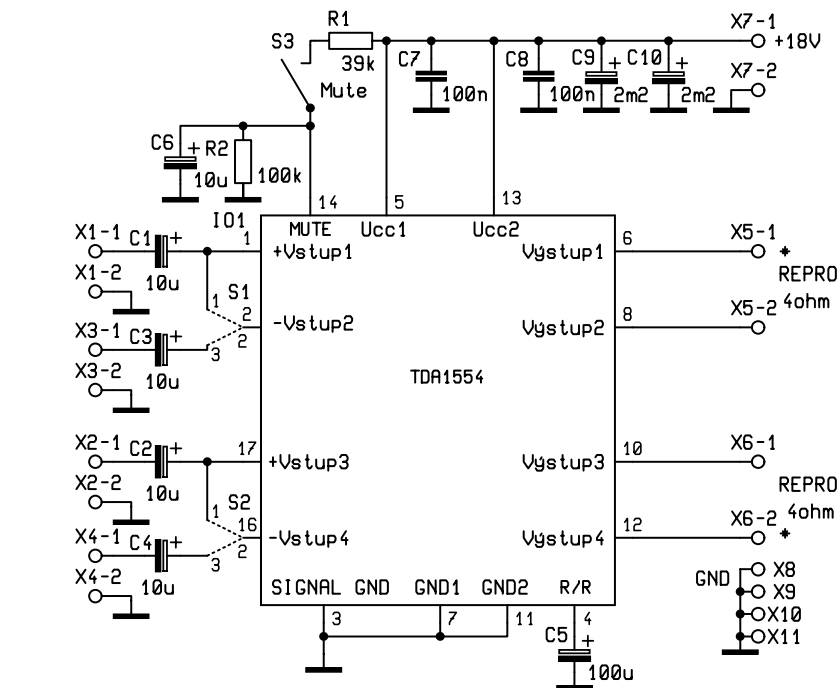 R1
X7-1
S3
+18V
39k
C7
C8
C9
+
C10
+
X7-2
Mute
100n
100n
2m2
2m2
C6
+
R2
10u
100k
14
5
13
IO1
MUTE
Ucc1
Ucc2
X1-1
C1
+
1
+Vstup1
Výstup1
6
X5-1
+
X1-2
10u
REPRO
4ohm
S1
1
2
-Vstup2
Výstup2
8
X5-2
X3-1
C3
+
2
3
X3-2
10u
TDA1554
X2-1
C2
+
17
+Vstup3
Výstup3
10
X6-1
X2-2
10u
REPRO
4ohm
S2
1
16
-Vstup4
Výstup4
12
X6-2
+
X4-1
C4
+
2
3
X4-2
10u
SIGNAL GND GND1 GND2 R/R
GND
X8
X9
X10
X11
3
7
11
4
C5
+
100u